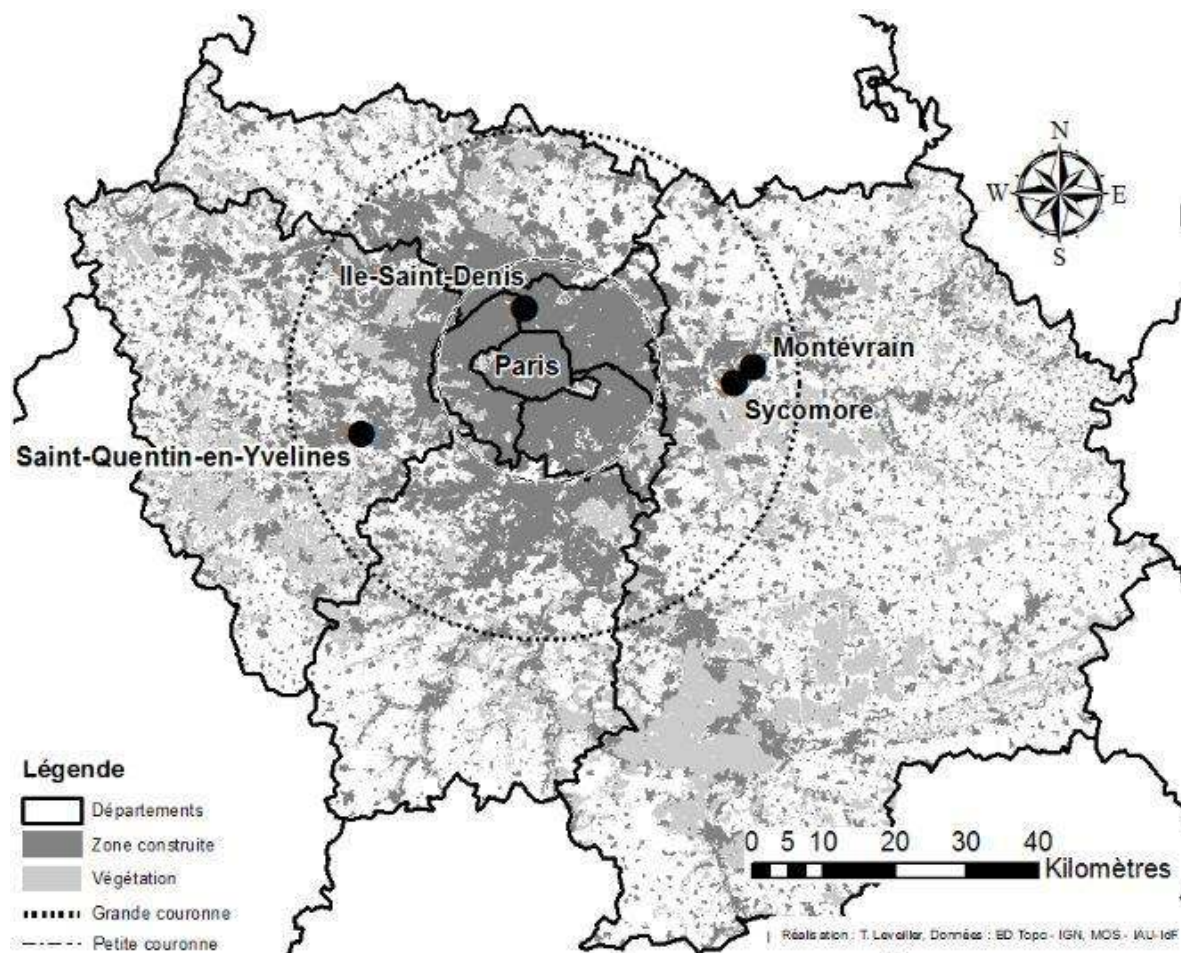 N
W E
S
Ile-Saint-Denis
Paris
Montévrain
Sycomore
Saint-Quentin-en-Yvelines
Légende
Départements
Zone construite
Végétation
Grande couronne
Petite couronne
0 5 10 20 30 40
Kilomètres
Réalisation : T. Leveiller, Données : BD Topo - IGN, MOS - IAU-IdF